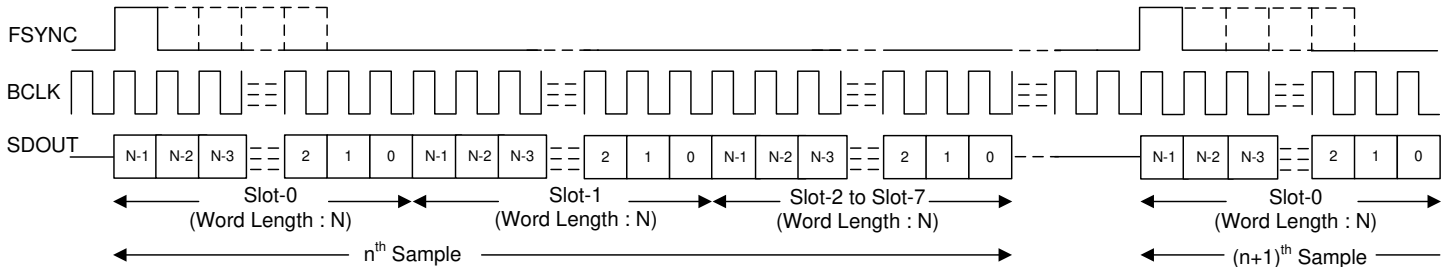 FSYNC
BCLK
SDOUT N-1 N-2 N-3 2 1 0 N-1 N-2 N-3 2 1 0 N-1 N-2 N-3 2 1 0 N-1 N-2 N-3 2 1 0
Slot-0 Slot-1 Slot-2 to Slot-7 Slot-0
(Word Length : N) (Word Length : N) (Word Length : N) (Word Length : N)
nth Sample (n+1)th Sample